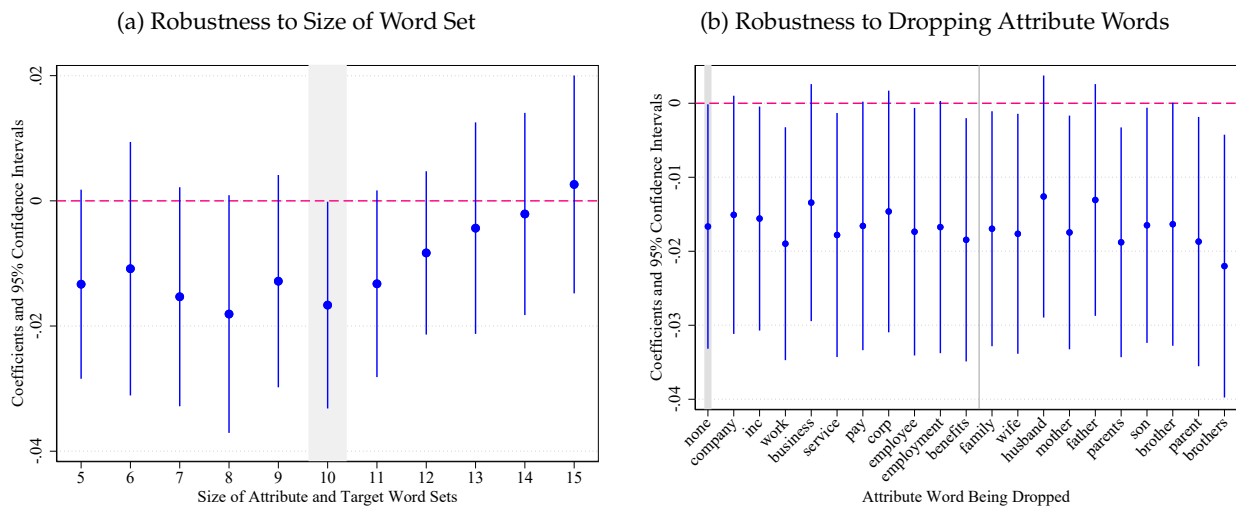 (a) Robustness to Size of Word Set
Coefficients and 95% Confidence Intervals
.02
0
-.02
-.04
5 6 7 8 9 10 11 12 13 14 15
Size of Attribute and Target Word Sets
(b) Robustness to Dropping Attribute Words
Coefficients and 95% Confidence Intervals
0
-.01
-.02
-.03
-.04
none
company
inc
work
business
service
pay
corp
employee
employment
benefits
family
wife
husband
mother
father
parents
son
brother
parent
brothers
Attribute Word Being Dropped